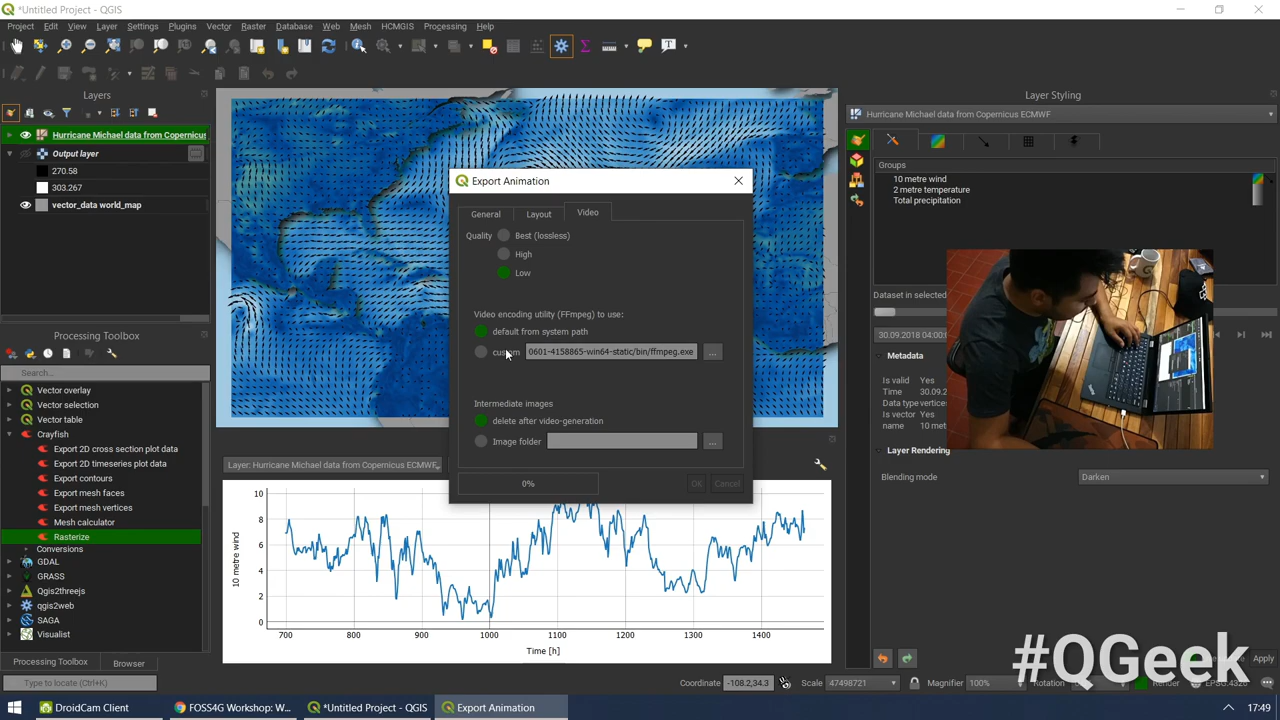 *Untitled Project - QGIS
Project Edit View Layer Settings Plugins Vector Raster Database Web Mesh HCMGIS Processing Help
Layers
Hurricane Michael data from Copernicus
Output layer
270.58
303.267
vector_data world_map
Processing Toolbox
Search...
Vector overlay
Vector selection
Vector table
Crayfish
Export 2D cross section plot data
Export 2D timeseries plot data
Export contours
Export mesh faces
Export mesh vertices
Mesh calculator
Rasterize
Conversions
GDAL
GRASS
Qgis2threejs
qgis2web
SAGA
Visualist
Processing Toolbox Browser
Type to locate (Ctrl+K)
Export Animation
General Layout Video
Quality Best (lossless)
High
Low
Video encoding utility (FFmpeg) to use:
default from system path
custom 0601-4158865-win64-static/bin/ffmpeg.exe ...
Intermediate images
delete after video-generation
Image folder ...
0% OK Cancel
Layer: Hurricane Michael data from Copernicus ECMWF
10 metre wind
10
8
6
4
2
0
700 800 900 1000 1100 1200 1300 1400
Time [h]
Layer Styling
Hurricane Michael data from Copernicus ECMWF
Groups
10 metre wind
2 metre temperature
Total precipitation
Dataset in selected
30.09.2018 04:00:
Metadata
Is valid Yes
Time 30.09.2
Data type vertices
Is vector Yes
name 10 met
Layer Rendering
Blending mode Darken
#QGeek
Apply
Coordinate -108.2,34.3 Scale 47498721 Magnifier 100% Rotation Render EPSG:4326
DroidCam Client FOSS4G Workshop: W... *Untitled Project - QGIS Export Animation 17:49